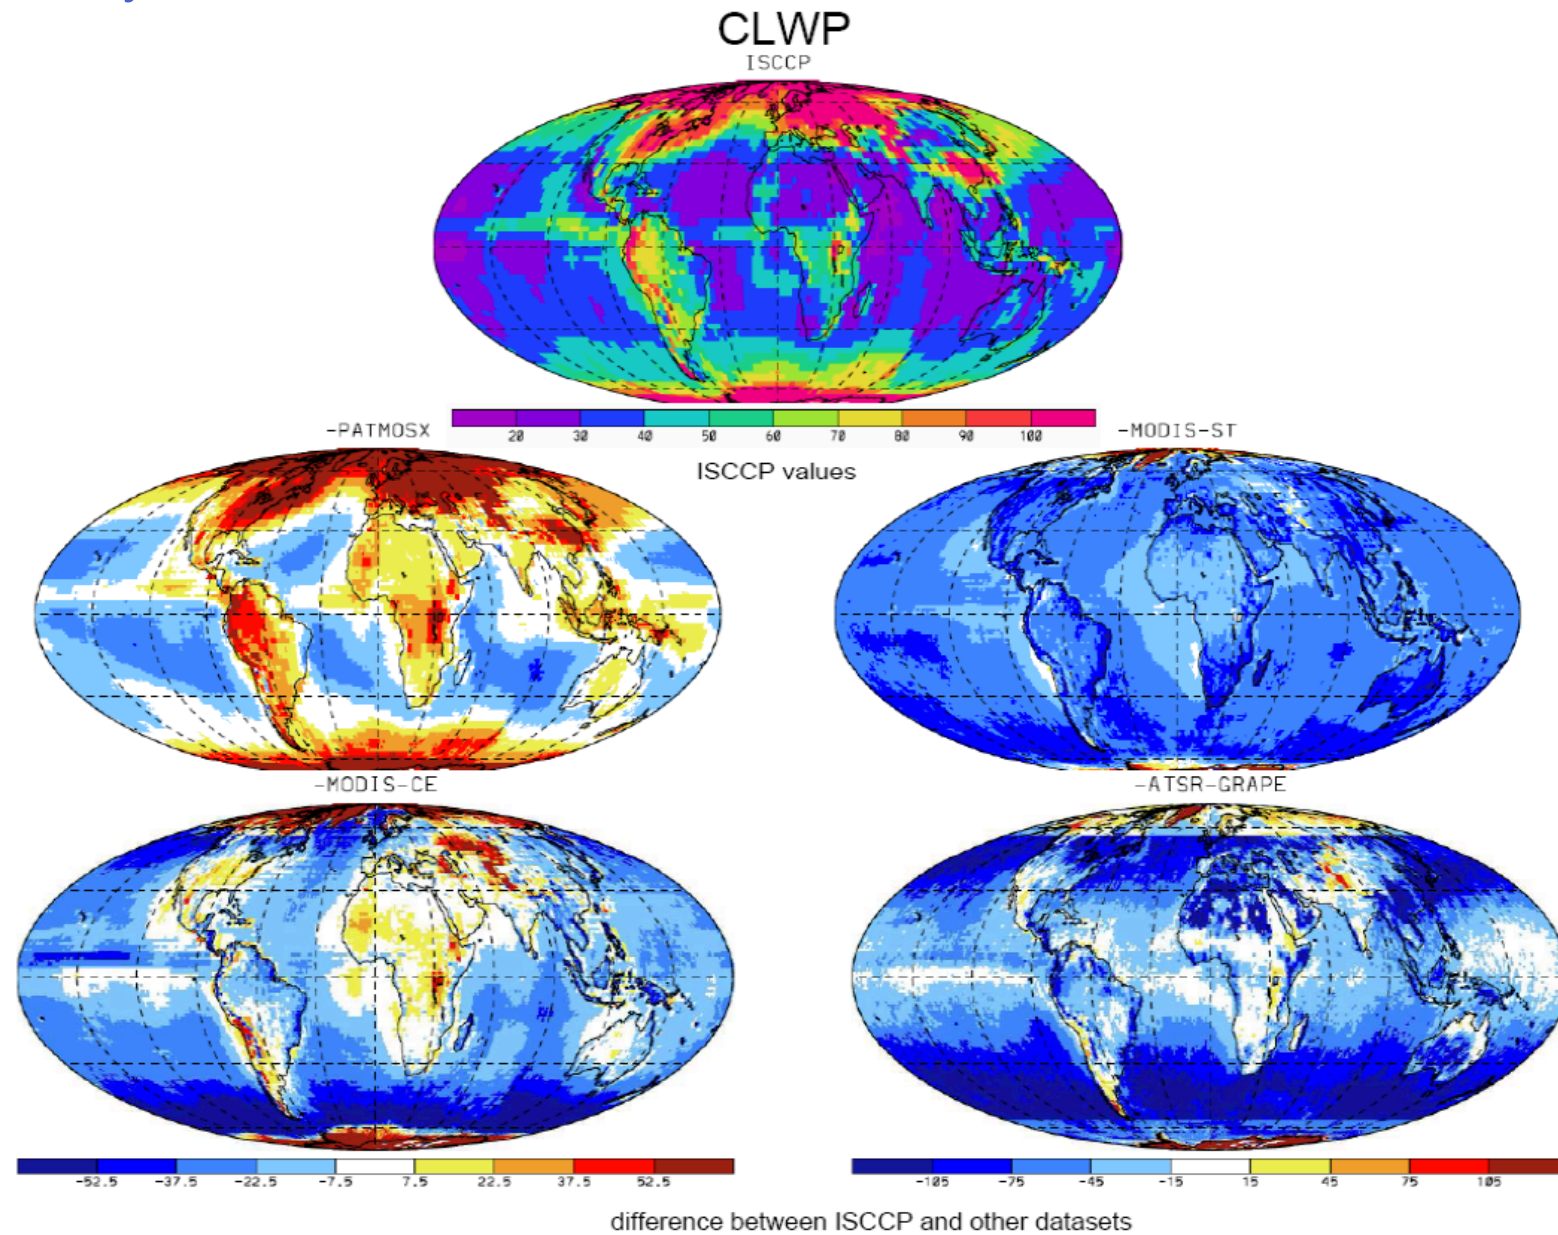 CLWP
ISCCP
20 30 40 50 60 70 80 90 100
-PATMOSX
-MODIS-ST
ISCCP values
-MODIS-CE
-ATSR-GRAPE
-52.5 -37.5 -22.5 -7.5 7.5 22.5 37.5 52.5
-105 -75 -45 -15 15 45 75 105
difference between ISCCP and other datasets